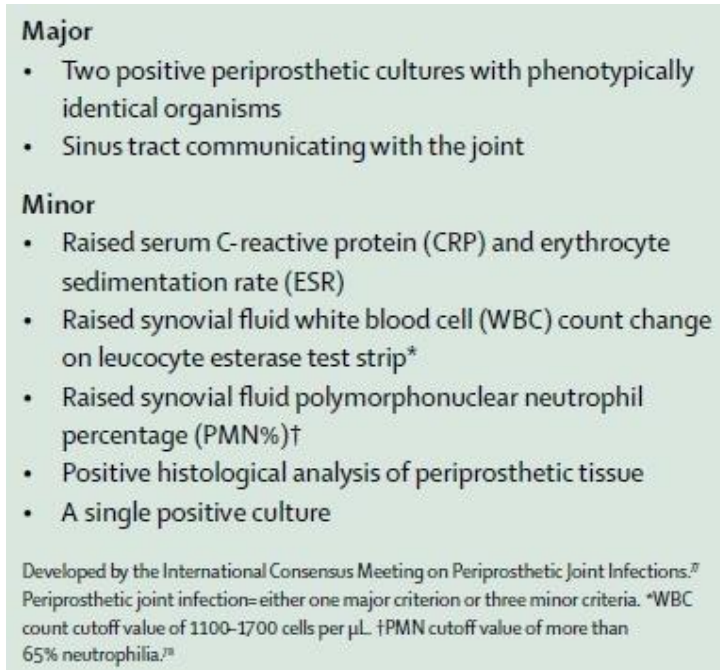 Major
• Two positive periprosthetic cultures with phenotypically
identical organisms
• Sinus tract communicating with the joint
Minor
• Raised serum C-reactive protein (CRP) and erythrocyte
sedimentation rate (ESR)
• Raised synovial fluid white blood cell (WBC) count change
on leucocyte esterase test strip*
• Raised synovial fluid polymorphonuclear neutrophil
percentage (PMN%)†
• Positive histological analysis of periprosthetic tissue
• A single positive culture
Developed by the International Consensus Meeting on Periprosthetic Joint Infections.⁷⁷
Periprosthetic joint infection=either one major criterion or three minor criteria. *WBC
count cutoff value of 1100–1700 cells per µL. †PMN cutoff value of more than
65% neutrophilia.⁷⁸